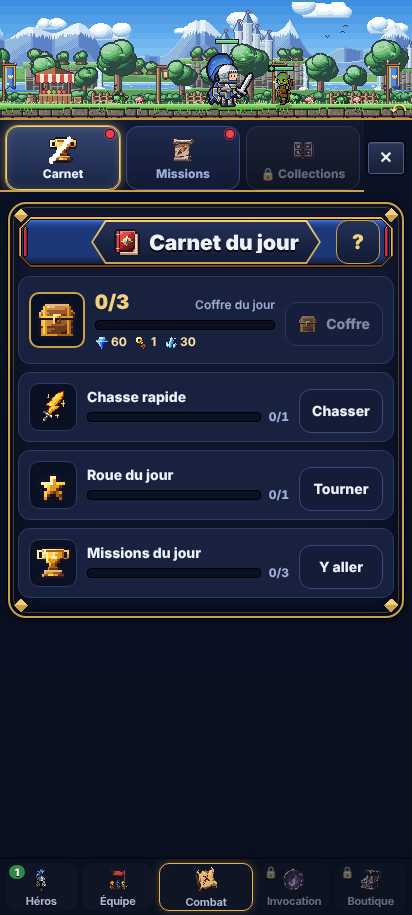 Carnet
Missions
Collections
×
Carnet du jour
?
0/3
Coffre du jour
60
1
30
Coffre
Chasse rapide
0/1
Chasser
Roue du jour
0/1
Tourner
Missions du jour
0/3
Y aller
1
Héros
Équipe
Combat
Invocation
Boutique